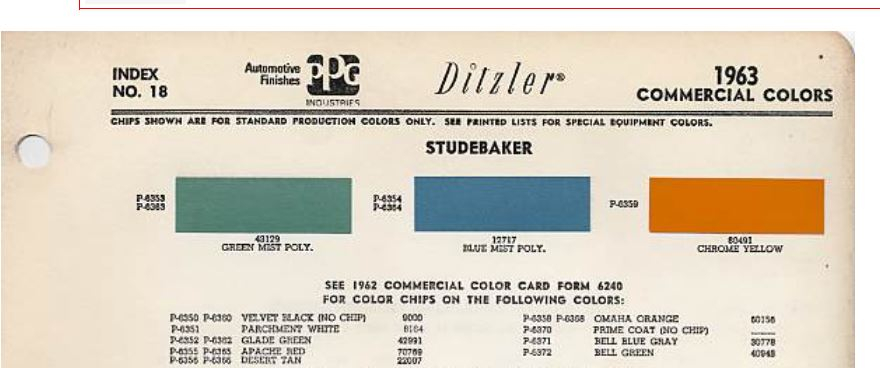 INDEX
NO. 18
Automotive
Finishes
PPG
INDUSTRIES
Ditzler®
1963
COMMERCIAL COLORS
CHIPS SHOWN ARE FOR STANDARD PRODUCTION COLORS ONLY. SEE PRINTED LISTS FOR SPECIAL EQUIPMENT COLORS.
STUDEBAKER
P-6353
P-6363
43129
GREEN MIST POLY.
P-6354
P-6364
12717
BLUE MIST POLY.
P-6359
80491
CHROME YELLOW
SEE 1962 COMMERCIAL COLOR CARD FORM 6240
FOR COLOR CHIPS ON THE FOLLOWING COLORS:
P-6350 P-6360 VELVET BLACK (NO CHIP) 9000
P-6351 PARCHMENT WHITE 8164
P-6352 P-6362 GLADE GREEN 42991
P-6355 P-6365 APACHE RED 70769
P-6356 P-6366 DESERT TAN 22007
P-6358 P-6368 OMAHA ORANGE 60156
P-6370 PRIME COAT (NO CHIP)
P-6371 BELL BLUE GRAY 30778
P-6372 BELL GREEN 40948